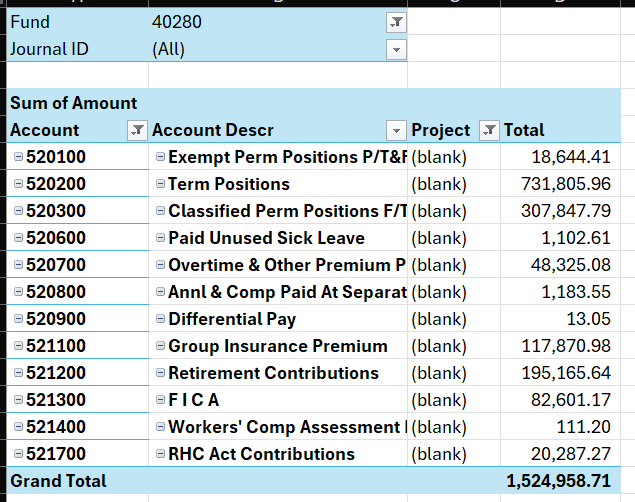 Fund 40280
Journal ID (All)
Sum of Amount
Account Account Descr Project Total
520100 Exempt Perm Positions P/T&F (blank) 18,644.41
520200 Term Positions (blank) 731,805.96
520300 Classified Perm Positions F/T (blank) 307,847.79
520600 Paid Unused Sick Leave (blank) 1,102.61
520700 Overtime & Other Premium P (blank) 48,325.08
520800 Annl & Comp Paid At Separat (blank) 1,183.55
520900 Differential Pay (blank) 13.05
521100 Group Insurance Premium (blank) 117,870.98
521200 Retirement Contributions (blank) 195,165.64
521300 F I C A (blank) 82,601.17
521400 Workers' Comp Assessment (blank) 111.20
521700 RHC Act Contributions (blank) 20,287.27
Grand Total 1,524,958.71